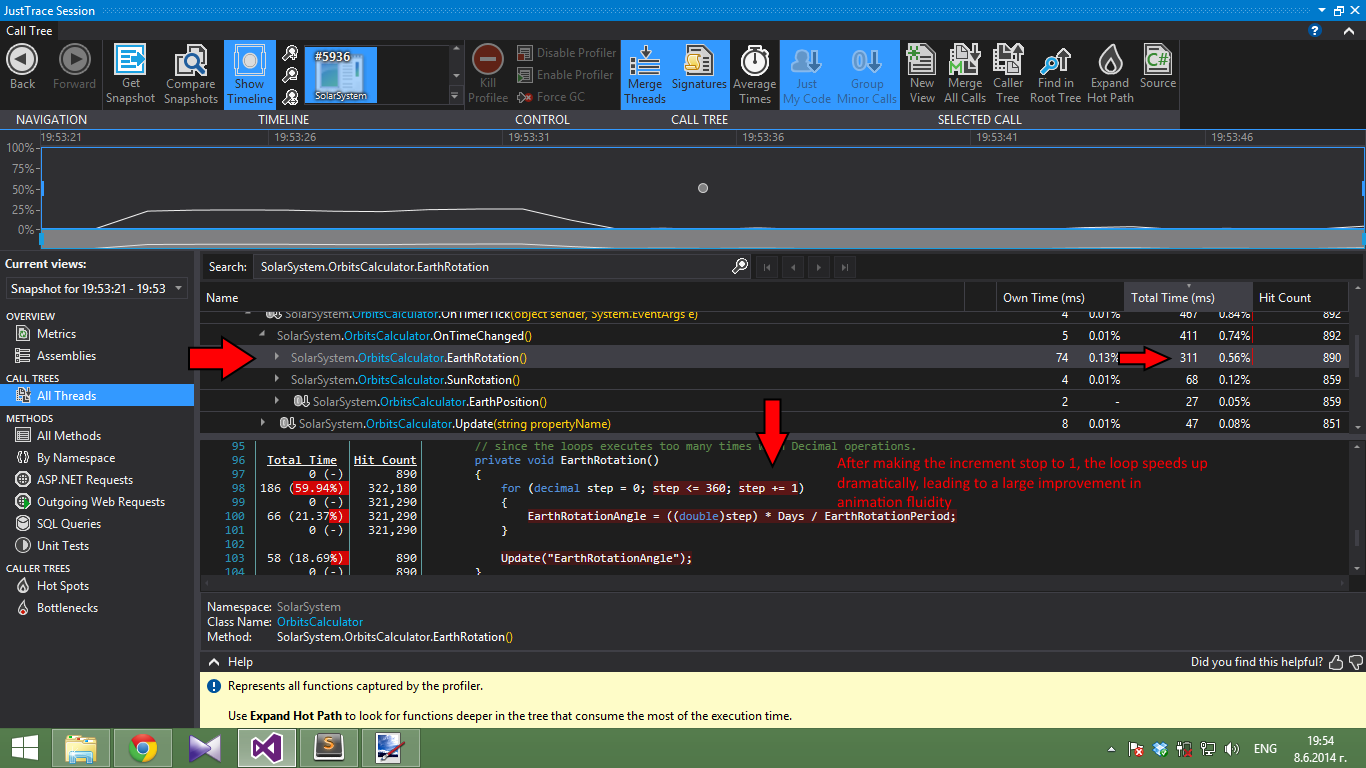 JustTrace Session
Call Tree
Back
Forward
Get Snapshot
Compare Snapshots
Show Timeline
#5936
SolarSystem
Kill Profilee
Disable Profiler
Enable Profiler
Force GC
Merge Threads
Signatures
Average Times
Just My Code
Group Minor Calls
New View
Merge All Calls
Caller Tree
Find in Root Tree
Expand Hot Path
C#
Source
NAVIGATION TIMELINE CONTROL CALL TREE SELECTED CALL
19:53:21 19:53:26 19:53:31 19:53:36 19:53:41 19:53:46
100%
75%
50%
25%
0%
Current views:
Snapshot for 19:53:21 - 19:53
OVERVIEW
Metrics
Assemblies
CALL TREES
All Threads
METHODS
All Methods
By Namespace
ASP.NET Requests
Outgoing Web Requests
SQL Queries
Unit Tests
CALLER TREES
Hot Spots
Bottlenecks
Search: SolarSystem.OrbitsCalculator.EarthRotation
Name Own Time (ms) Total Time (ms) Hit Count
SolarSystem.OrbitsCalculator.OnTimerTick(object sender, System.EventArgs e) 4 0.01% 467 0.84% 892
SolarSystem.OrbitsCalculator.OnTimeChanged() 5 0.01% 411 0.74% 892
SolarSystem.OrbitsCalculator.EarthRotation() 74 0.13% 311 0.56% 890
SolarSystem.OrbitsCalculator.SunRotation() 4 0.01% 68 0.12% 859
SolarSystem.OrbitsCalculator.EarthPosition() 2 - 27 0.05% 859
SolarSystem.OrbitsCalculator.Update(string propertyName) 8 0.01% 47 0.08% 851
95 // since the loops executes too many times Decimal operations.
96 Total Time Hit Count private void EarthRotation()
97 0 (-) 890 {
98 186 (59.94%) 322,180 for (decimal step = 0; step <= 360; step += 1)
99 0 (-) 321,290 {
100 66 (21.37%) 321,290 EarthRotationAngle = ((double)step) * Days / EarthRotationPeriod;
101 0 (-) 321,290 }
102
103 58 (18.69%) 890 Update("EarthRotationAngle");
104 0 (-) 890 }
After making the increment stop to 1, the loop speeds up
dramatically, leading to a large improvement in
animation fluidity
Namespace: SolarSystem
Class Name: OrbitsCalculator
Method: SolarSystem.OrbitsCalculator.EarthRotation()
Help Did you find this helpful?
Represents all functions captured by the profiler.
Use Expand Hot Path to look for functions deeper in the tree that consume the most of the execution time.
ENG
19:54
8.6.2014 г.